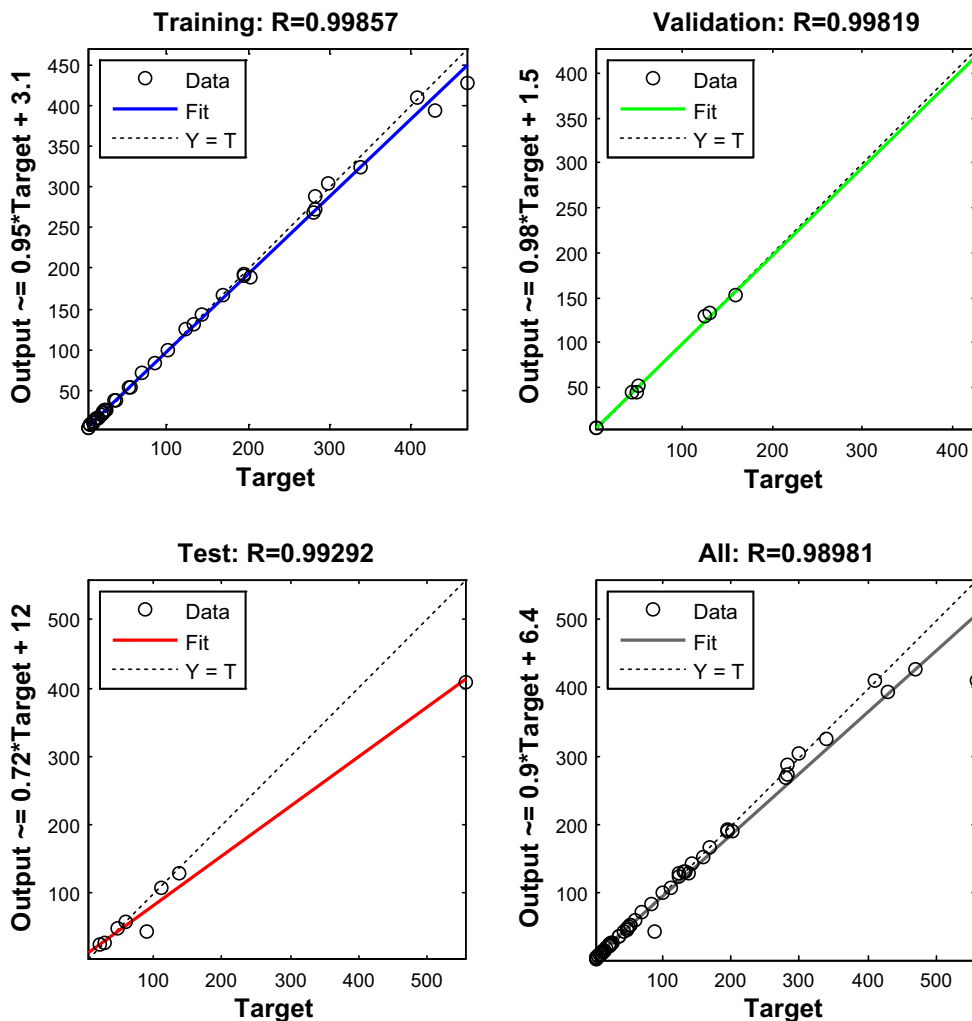 Training: R=0.99857
Output ~= 0.95*Target + 3.1
450
400
350
300
250
200
150
100
50
Data
Fit
Y = T
100
200
300
400
Target
Validation: R=0.99819
Output ~= 0.98*Target + 1.5
400
350
300
250
200
150
100
50
Data
Fit
Y = T
100
200
300
400
Target
Test: R=0.99292
Output ~= 0.72*Target + 12
500
400
300
200
100
Data
Fit
Y = T
100
200
300
400
500
Target
All: R=0.98981
Output ~= 0.9*Target + 6.4
500
400
300
200
100
Data
Fit
Y = T
100
200
300
400
500
Target